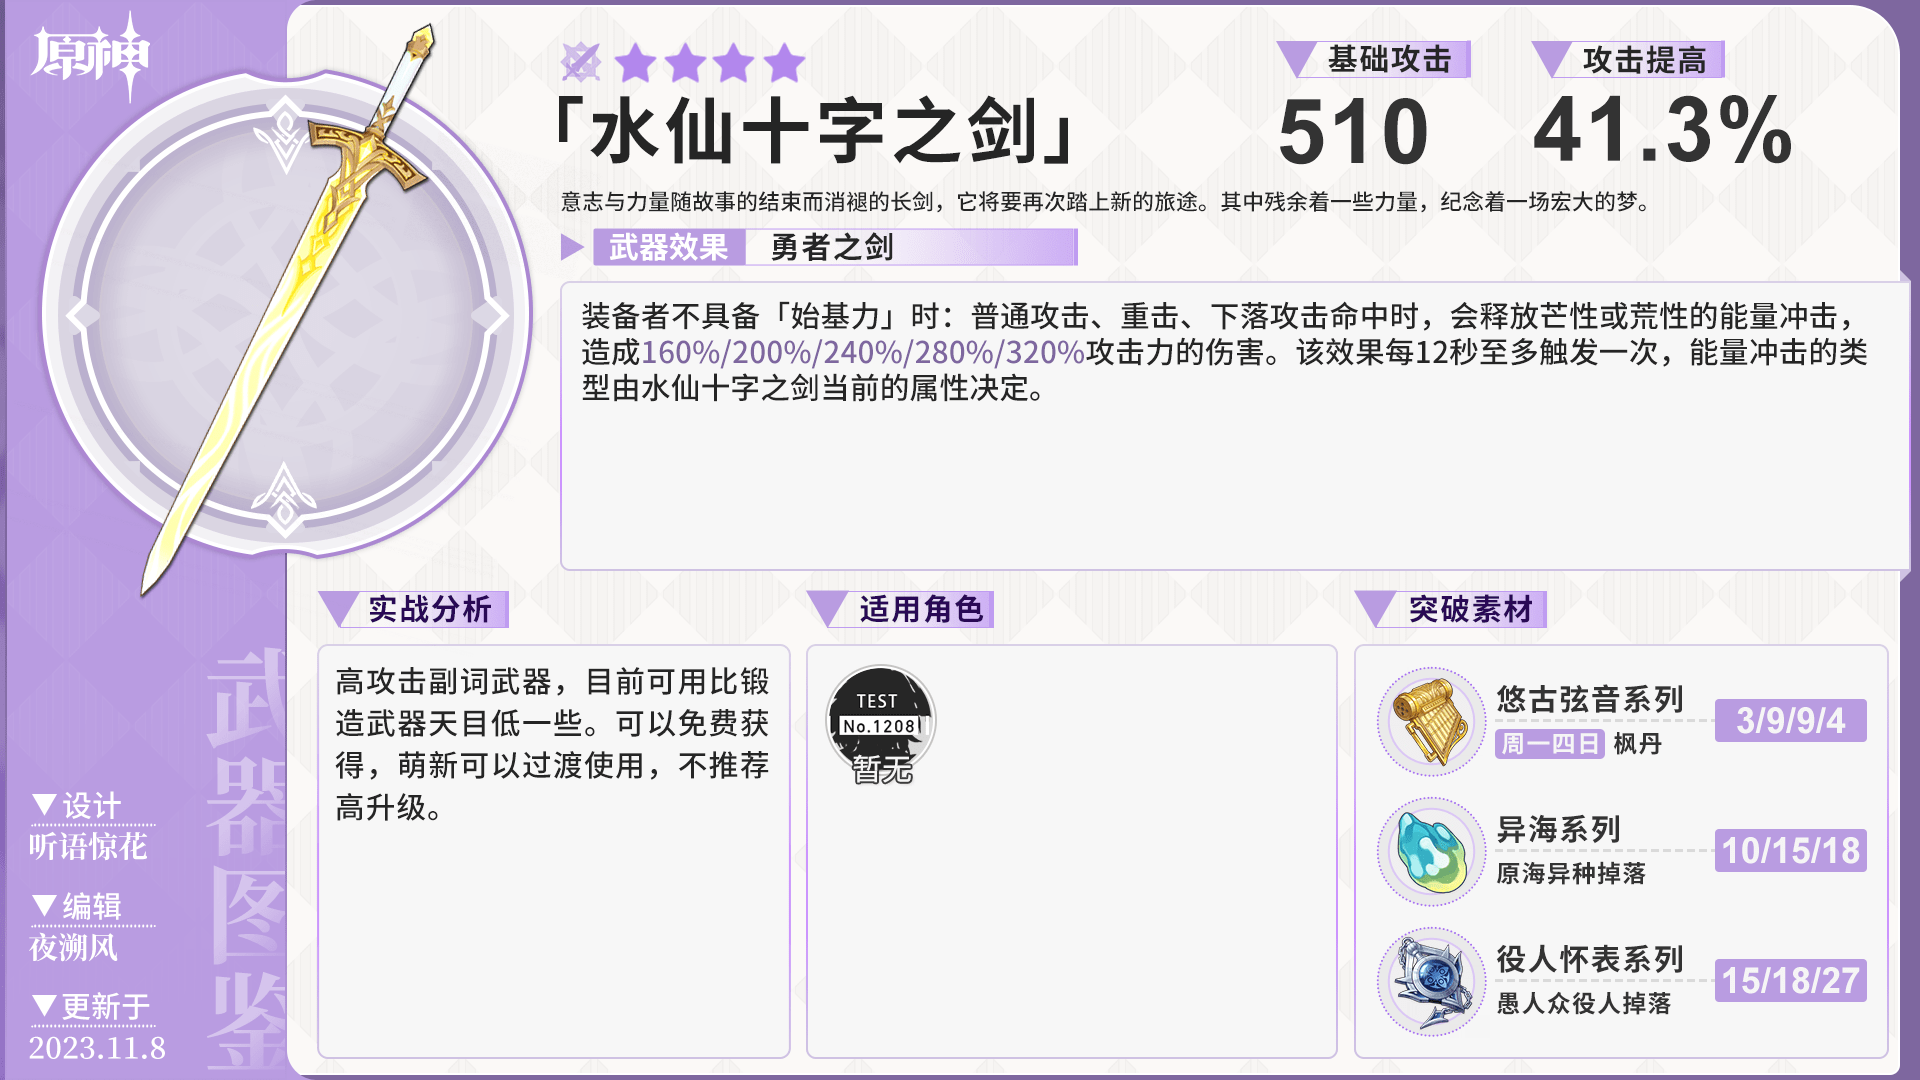 原神
「水仙十字之剑」
基础攻击
510
攻击提高
41.3%
意志与力量随故事的结束而消褪的长剑，它将要再次踏上新的旅途。其中残余着一些力量，纪念着一场宏大的梦。
武器效果
勇者之剑
装备者不具备「始基力」时：普通攻击、重击、下落攻击命中时，会释放芒性或荒性的能量冲击，
造成160%/200%/240%/280%/320%攻击力的伤害。该效果每12秒至多触发一次，能量冲击的类
型由水仙十字之剑当前的属性决定。
实战分析
高攻击副词武器，目前可用比锻
造武器天目低一些。可以免费获
得，萌新可以过渡使用，不推荐
高升级。
适用角色
TEST
No.1208
暂无
突破素材
悠古弦音系列
周一四日 枫丹
3/9/9/4
异海系列
原海异种掉落
10/15/18
役人怀表系列
愚人众役人掉落
15/18/27
武器图鉴
▼设计
听语惊花
▼编辑
夜溯风
▼更新于
2023.11.8